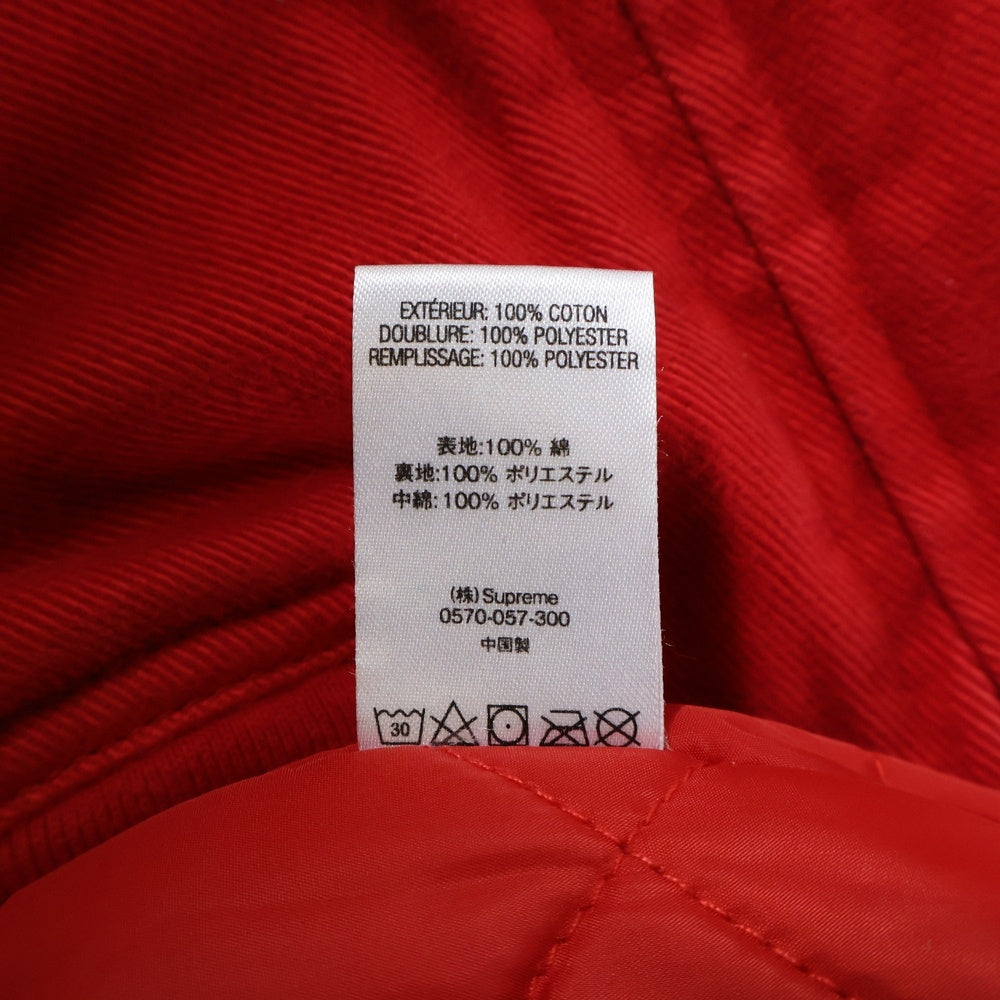 EXTÉRIEUR: 100% COTON
DOUBLURE: 100% POLYESTER
REMPLISSAGE: 100% POLYESTER
表地:100% 綿
裏地:100% ポリエステル
中綿:100% ポリエステル
(株)Supreme
0570-057-300
中国製
30